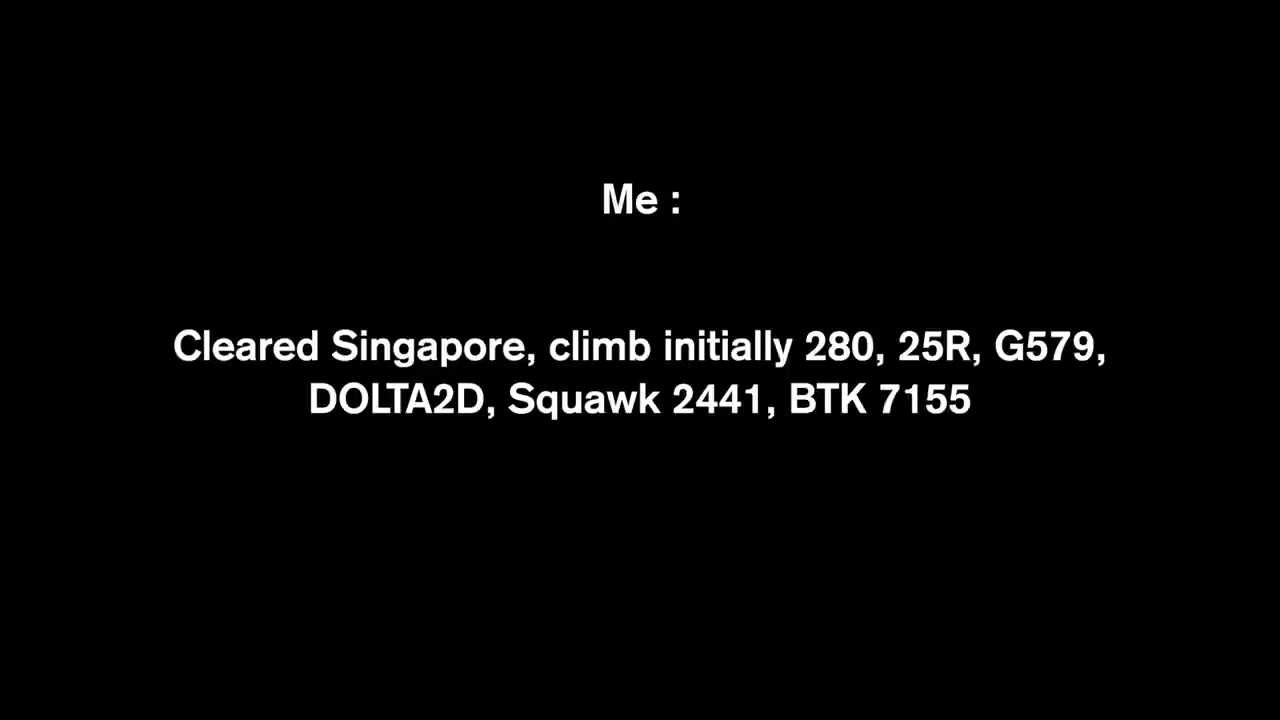 Me :
Cleared Singapore, climb initially 280, 25R, G579,
DOLTA2D, Squawk 2441, BTK 7155